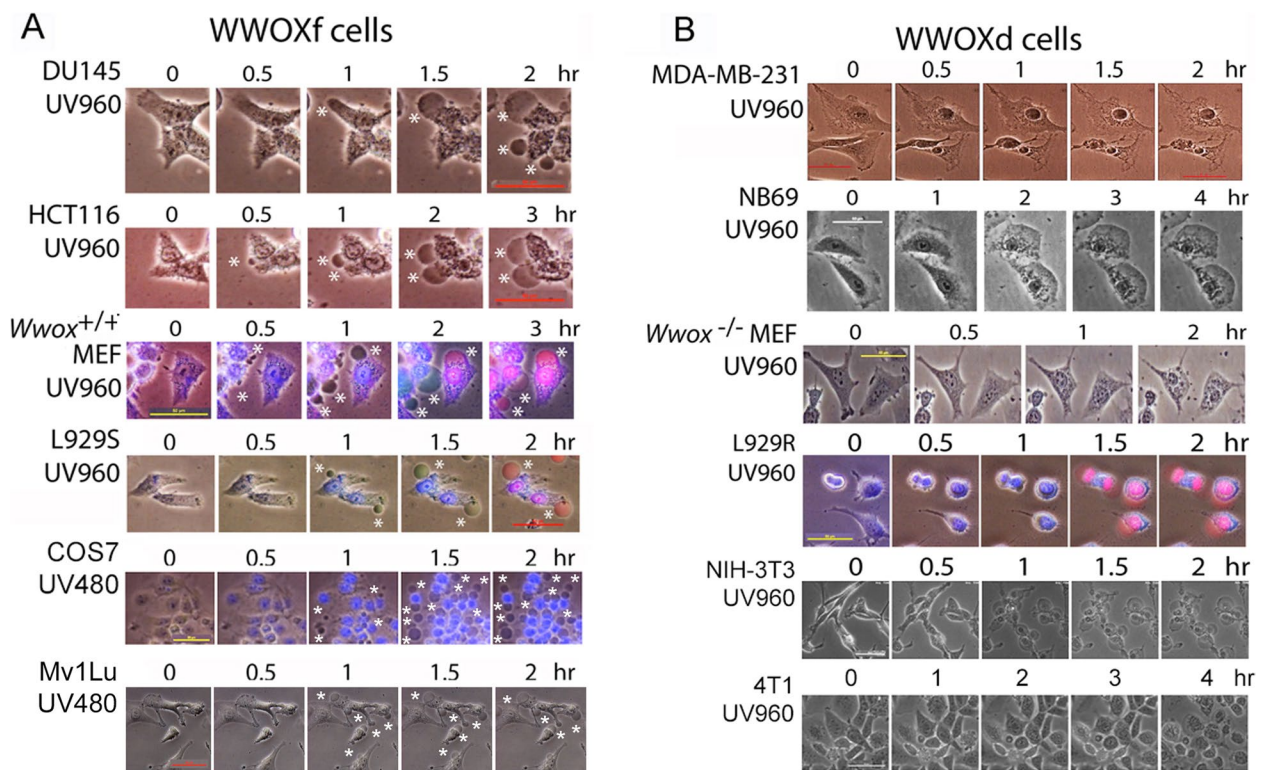 A
WWOXf cells
DU145 0 0.5 1 1.5 2 hr
UV960
* * * * *
HCT116 0 0.5 1 2 3 hr
UV960
* * * * * * *
Wwox+/+ 0 0.5 1 2 3 hr
MEF
UV960
* * * * * * * * *
L929S 0 0.5 1 1.5 2 hr
UV960
* * * * * *
COS7 0 0.5 1 1.5 2 hr
UV480
Mv1Lu 0 0.5 1 1.5 2 hr
UV480
B
WWOXd cells
MDA-MB-231 0 0.5 1 1.5 2 hr
UV960
NB69 0 1 2 3 4 hr
UV960
Wwox -/- MEF 0 0.5 1 2 hr
UV960
L929R 0 0.5 1 1.5 2 hr
UV960
NIH-3T3 0 0.5 1 1.5 2 hr
UV960
4T1 0 1 2 3 4 hr
UV960